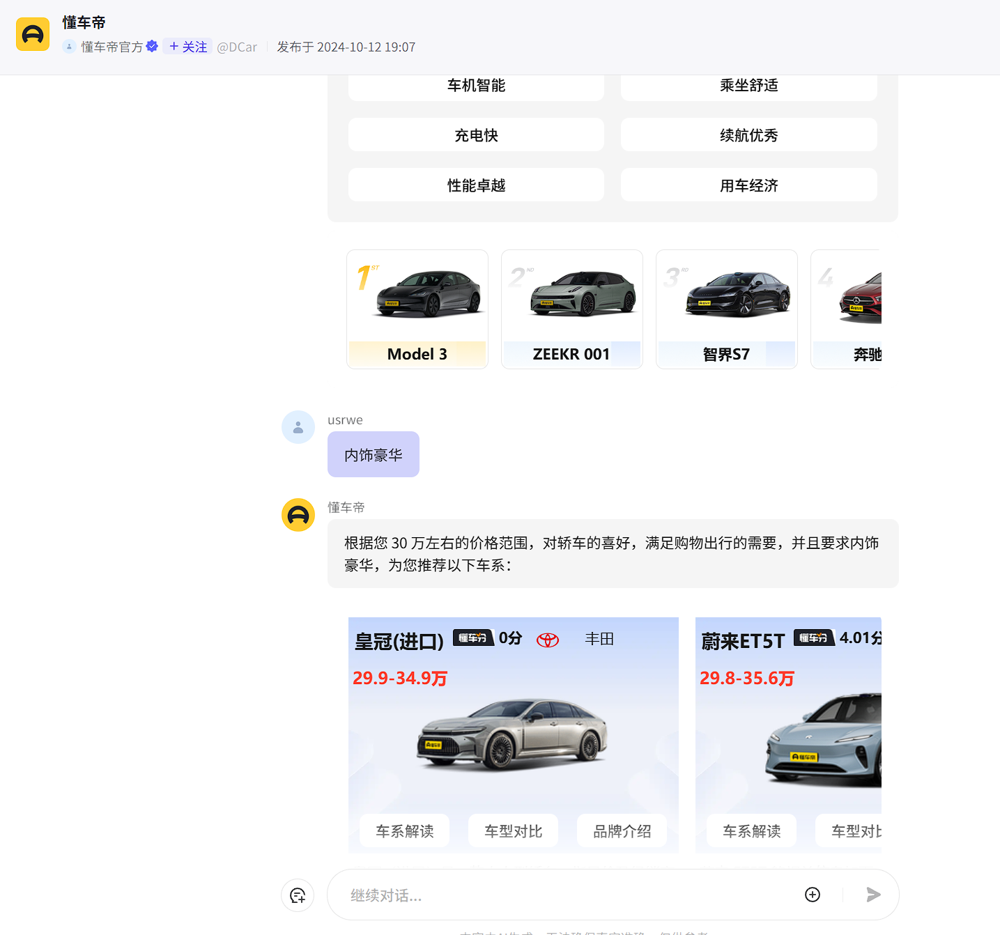 懂车帝
懂车帝官方 + 关注 @DCar 发布于 2024-10-12 19:07
车机智能 乘坐舒适
充电快 续航优秀
性能卓越 用车经济
1ST 2ND 3RD 4
Model 3 ZEEKR 001 智界S7 奔驰
usrwe
内饰豪华
懂车帝
根据您 30 万左右的价格范围，对轿车的喜好，满足购物出行的需要，并且要求内饰
豪华，为您推荐以下车系：
皇冠(进口) 懂车分 0分 丰田
29.9-34.9万
车系解读 车型对比 品牌介绍
蔚来ET5T 懂车分 4.01分
29.8-35.6万
车系解读 车型对比
继续对话...